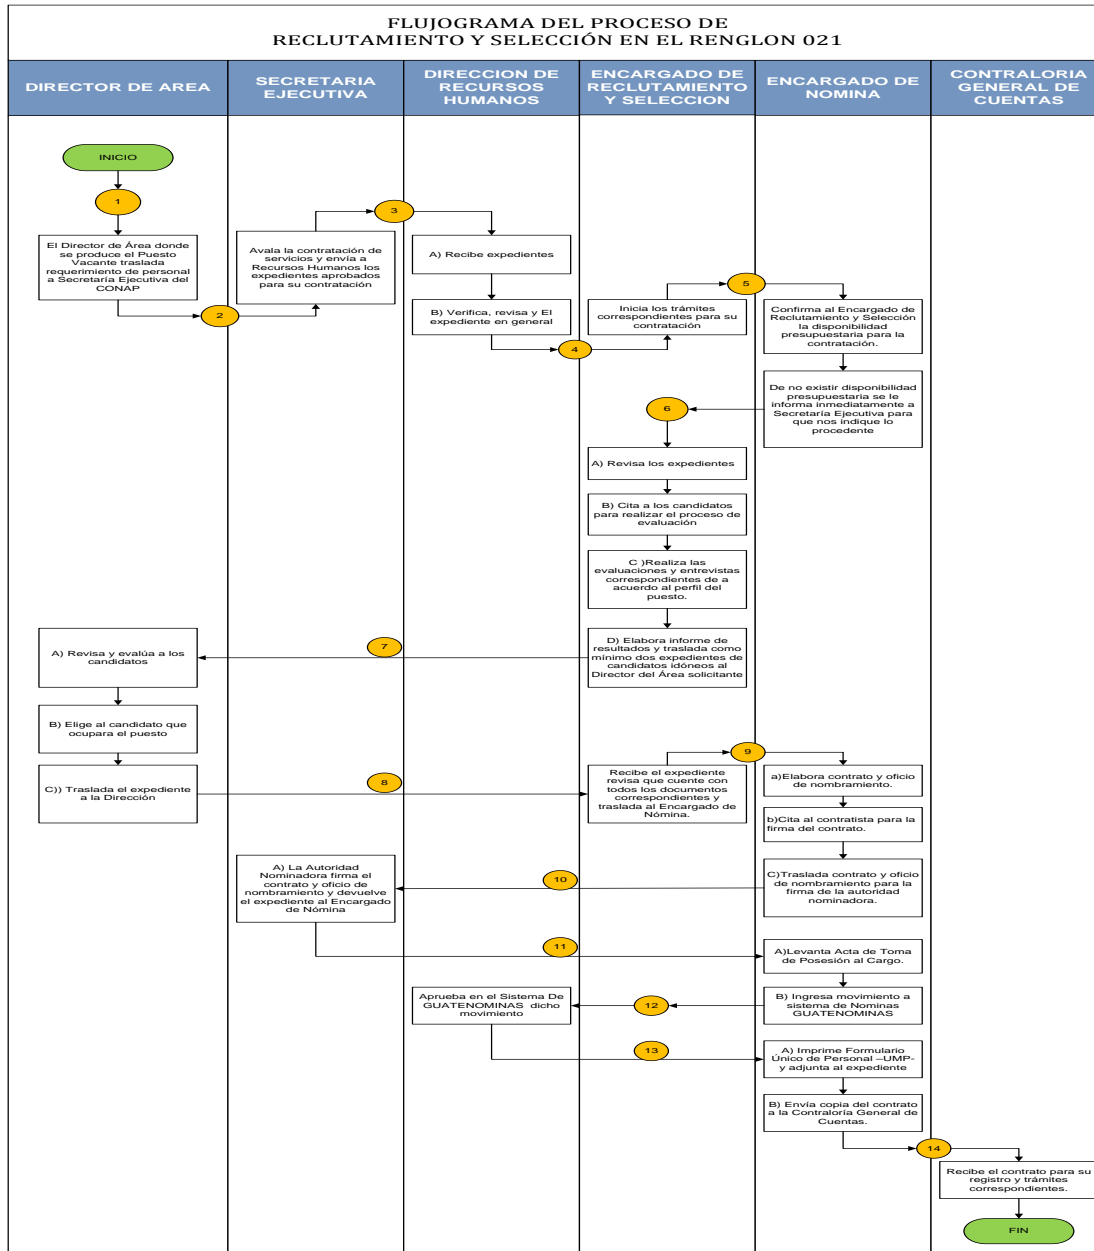 FLUJOGRAMA DEL PROCESO DE
RECLUTAMIENTO Y SELECCIÓN EN EL RENGLON 021
DIRECTOR DE AREA
SECRETARIA
EJECUTIVA
DIRECCION DE
RECURSOS
HUMANOS
ENCARGADO DE
RECLUTAMIENTO
Y SELECCION
ENCARGADO DE
NOMINA
CONTRALORIA
GENERAL DE
CUENTAS
INICIO
1
El Director de Área donde
se produce el Puesto
Vacante traslada
requerimiento de personal
a Secretaría Ejecutiva del
CONAP
2
Avala la contratación de
servicios y envía a
Recursos Humanos los
expedientes aprobados
para su contratación
3
A) Recibe expedientes
B) Verifica, revisa y El
expediente en general
4
Inicia los trámites
correspondientes para su
contratación
5
Confirma al Encargado de
Reclutamiento y Selección
la disponibilidad
presupuestaria para la
contratación.
De no existir disponibilidad
presupuestaria se le
informa inmediatamente a
Secretaría Ejecutiva para
que nos indique lo
procedente
6
A) Revisa los expedientes
B) Cita a los candidatos
para realizar el proceso de
evaluación
C )Realiza las
evaluaciones y entrevistas
correspondientes de a
acuerdo al perfil del
puesto.
D) Elabora informe de
resultados y traslada como
mínimo dos expedientes de
candidatos idóneos al
Director del Área solicitante
7
A) Revisa y evalúa a los
candidatos
B) Elige al candidato que
ocupara el puesto
C)) Traslada el expediente
a la Dirección
8
Recibe el expediente
revisa que cuente con
todos los documentos
correspondientes y
traslada al Encargado de
Nómina.
9
a)Elabora contrato y oficio
de nombramiento.
b)Cita al contratista para la
firma del contrato.
C)Traslada contrato y oficio
de nombramiento para la
firma de la autoridad
nominadora.
10
A) La Autoridad
Nominadora firma el
contrato y oficio de
nombramiento y devuelve
el expediente al Encargado
de Nómina
11
A)Levanta Acta de Toma
de Posesión al Cargo.
B) Ingresa movimiento a
sistema de Nominas
GUATENOMINAS
12
Aprueba en el Sistema De
GUATENOMINAS dicho
movimiento
13
A) Imprime Formulario
Único de Personal –UMP-
y adjunta al expediente
B) Envía copia del contrato
a la Contraloría General de
Cuentas.
14
Recibe el contrato para su
registro y trámites
correspondientes.
FIN